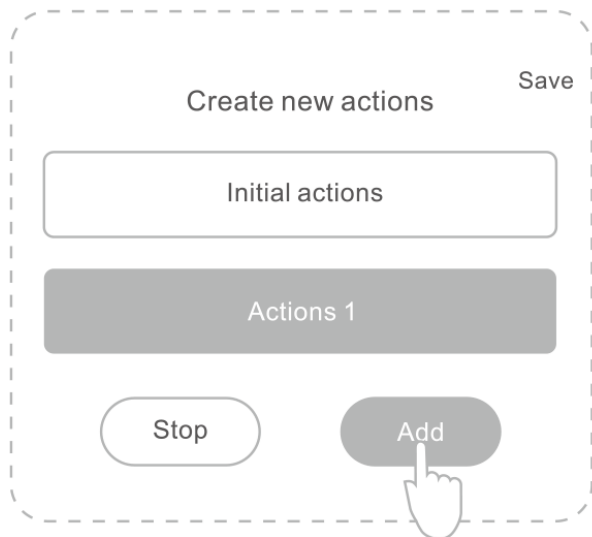 Save
Create new actions
Initial actions
Actions 1
Stop
Add